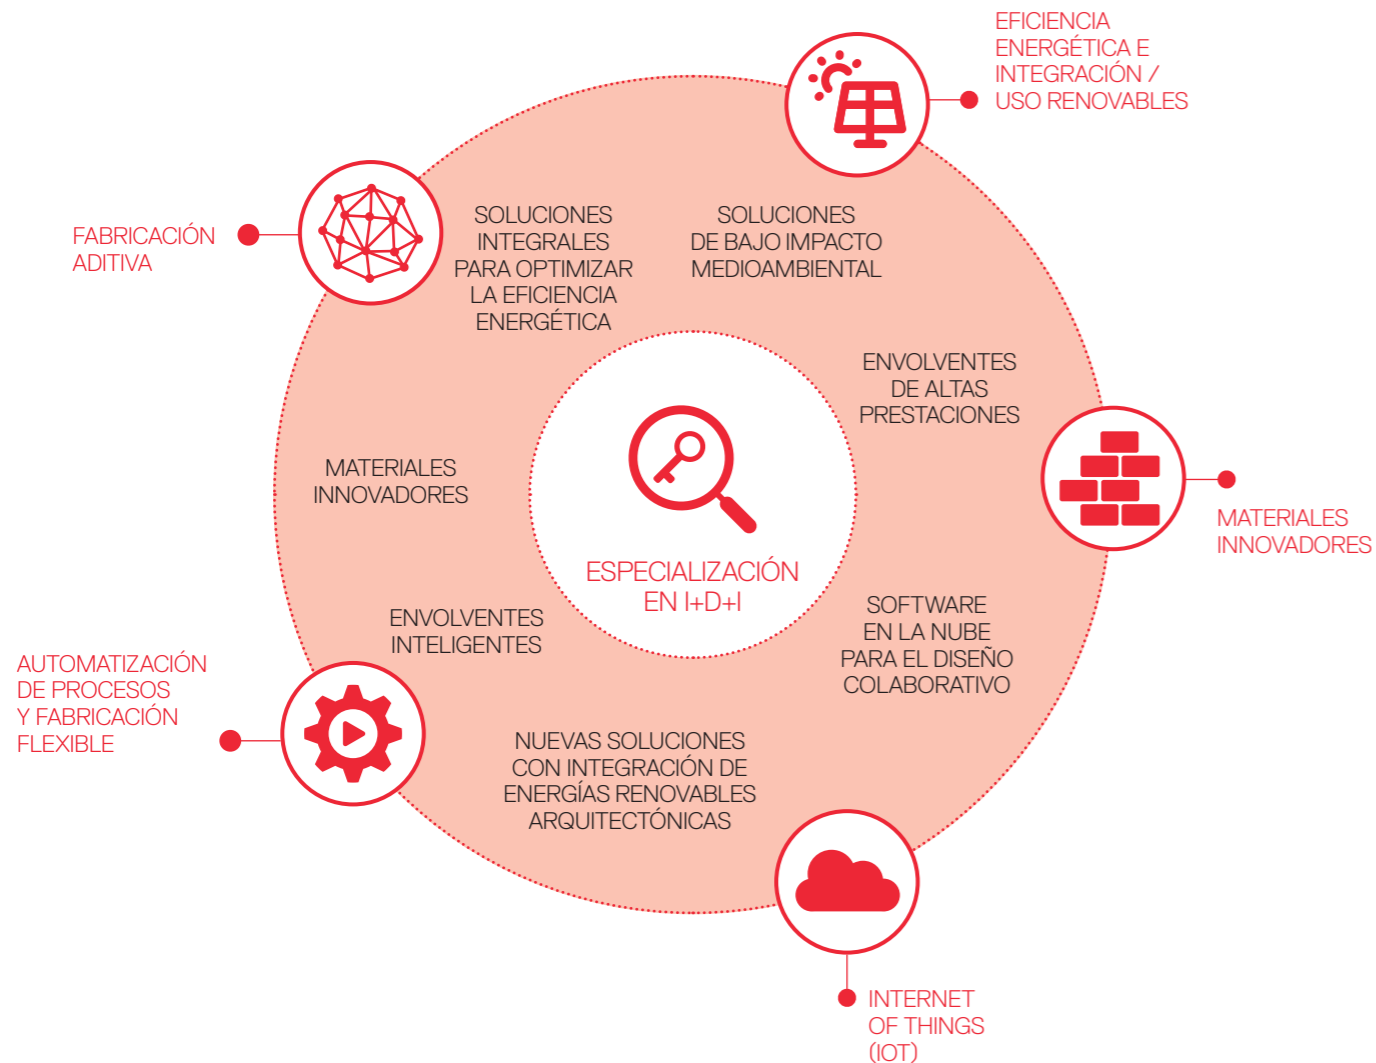 EFICIENCIA
ENERGÉTICA E
INTEGRACIÓN /
USO RENOVABLES
FABRICACIÓN
ADITIVA
SOLUCIONES
INTEGRALES
PARA OPTIMIZAR
LA EFICIENCIA
ENERGÉTICA
SOLUCIONES
DE BAJO IMPACTO
MEDIOAMBIENTAL
ENVOLVENTES
DE ALTAS
PRESTACIONES
MATERIALES
INNOVADORES
MATERIALES
INNOVADORES
ESPECIALIZACIÓN
EN I+D+I
ENVOLVENTES
INTELIGENTES
SOFTWARE
EN LA NUBE
PARA EL DISEÑO
COLABORATIVO
AUTOMATIZACIÓN
DE PROCESOS
Y FABRICACIÓN
FLEXIBLE
NUEVAS SOLUCIONES
CON INTEGRACIÓN DE
ENERGÍAS RENOVABLES
ARQUITECTÓNICAS
INTERNET
OF THINGS
(IOT)